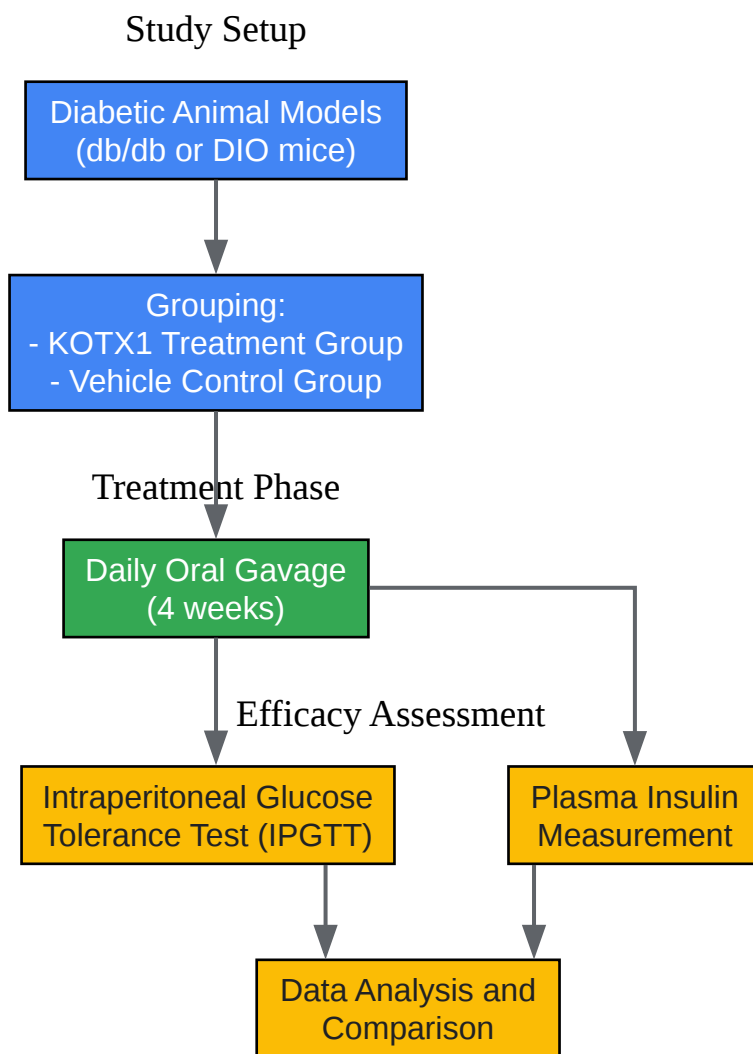 Study Setup
Diabetic Animal Models
(db/db or DIO mice)
Grouping:
- KOTX1 Treatment Group
- Vehicle Control Group
Treatment Phase
Daily Oral Gavage
(4 weeks)
Efficacy Assessment
Intraperitoneal Glucose
Tolerance Test (IPGTT)
Plasma Insulin
Measurement
Data Analysis and
Comparison